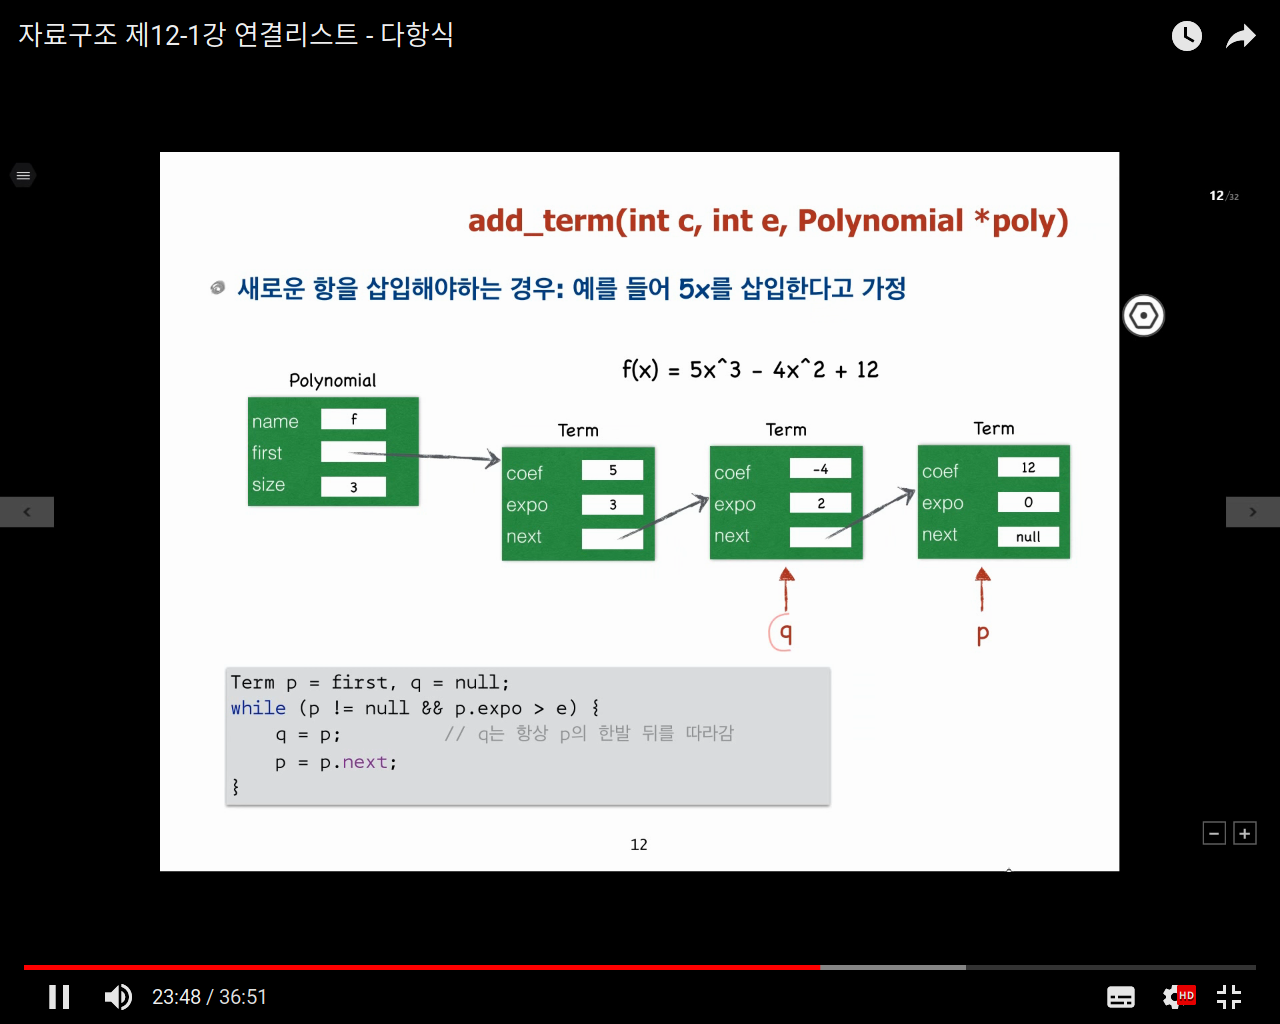 자료구조 제12-1강 연결리스트 - 다항식
12/32
add_term(int c, int e, Polynomial *poly)
새로운 항을 삽입해야하는 경우: 예를 들어 5x를 삽입한다고 가정
f(x) = 5x^3 - 4x^2 + 12
Polynomial
name f
first
size 3
Term
coef 5
expo 3
next
Term
coef -4
expo 2
next
Term
coef 12
expo 0
next null
q
p
Term p = first, q = null;
while (p != null && p.expo > e) {
q = p; // q는 항상 p의 한발 뒤를 따라감
p = p.next;
}
12
23:48 / 36:51
HD